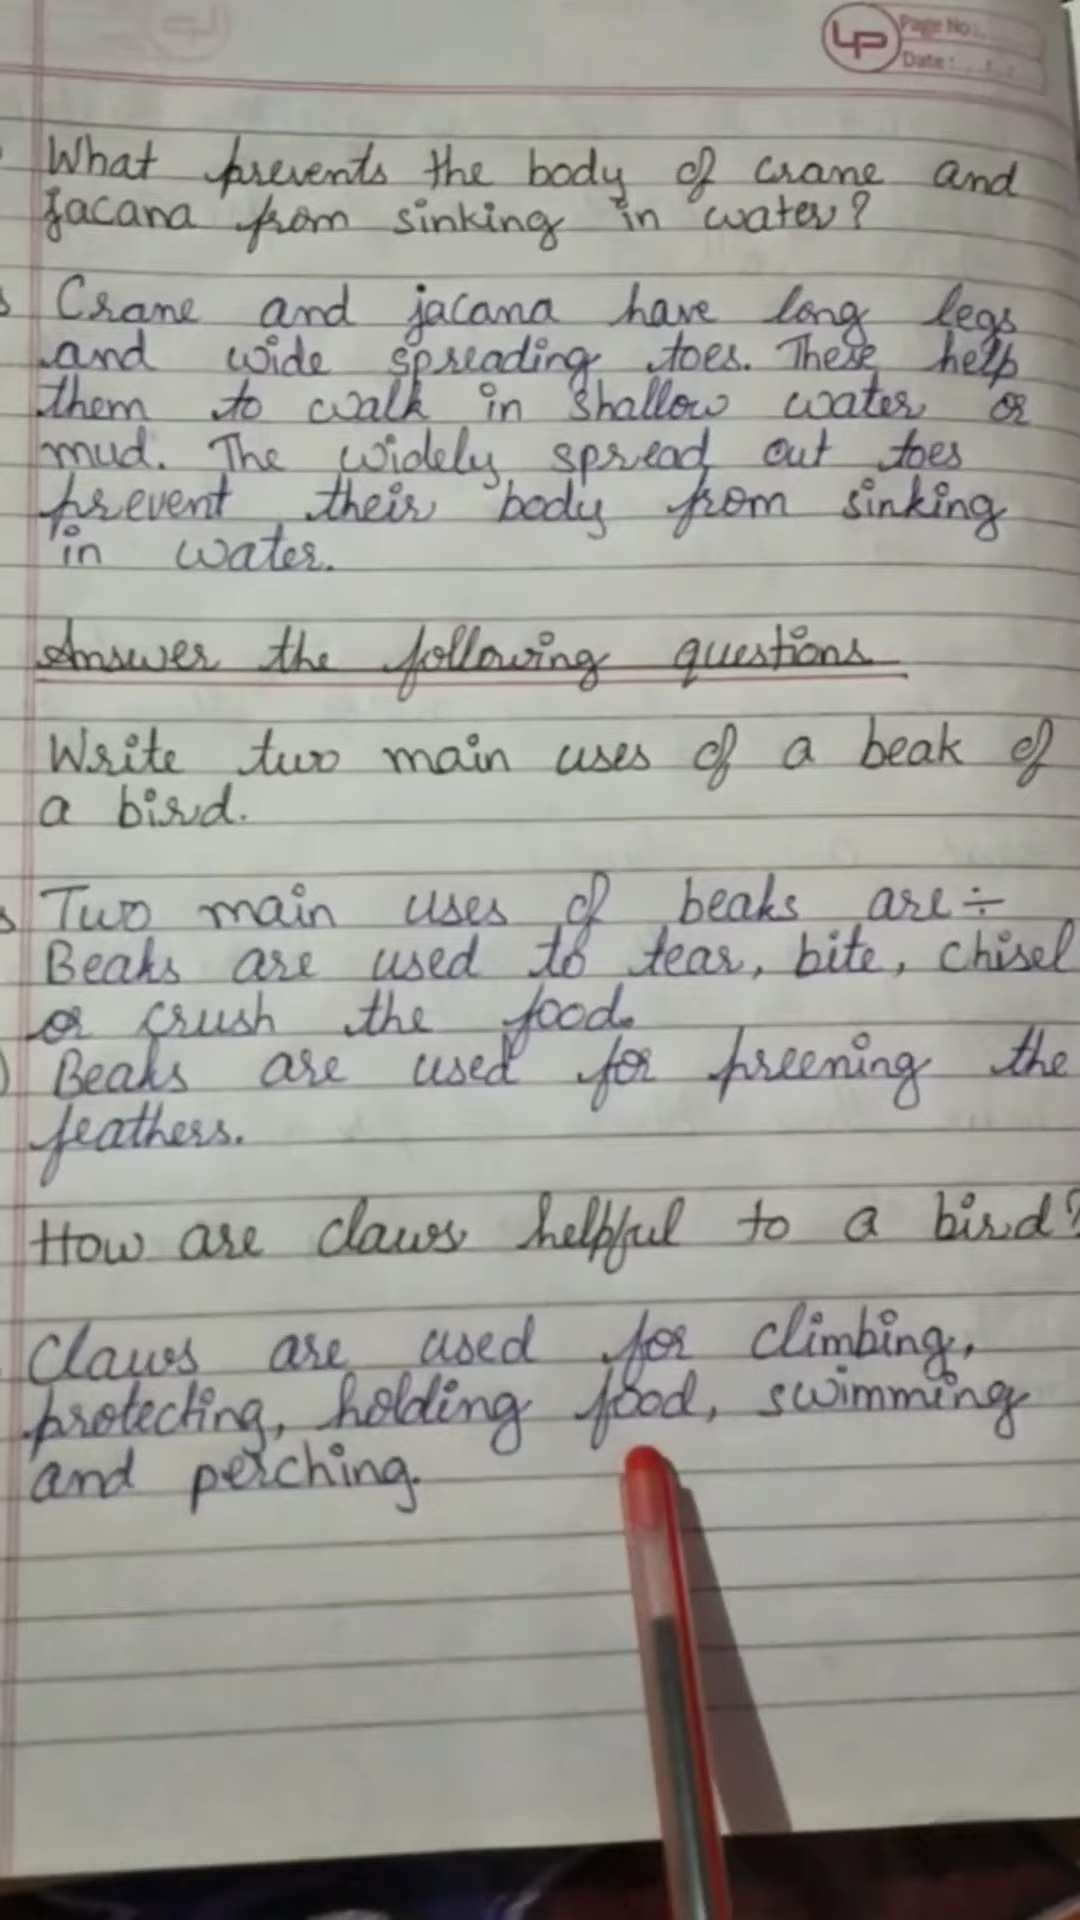 LP Page No.:
Date:
What prevents the body of crane and
jacana from sinking in water?
s Crane and jacana have long legs
and wide spreading toes. These help
them to walk in shallow water or
mud. The widely spread out toes
prevent their body from sinking
in water.
Answer the following questions
Write two main uses of a beak of
a bird.
s Two main uses of beaks are÷
Beaks are used to tear, bite, chisel
or crush the food.
) Beaks are used for preening the
feathers.
How are claws helpful to a bird?
Claws are used for climbing,
protecting, holding food, swimming
and perching.